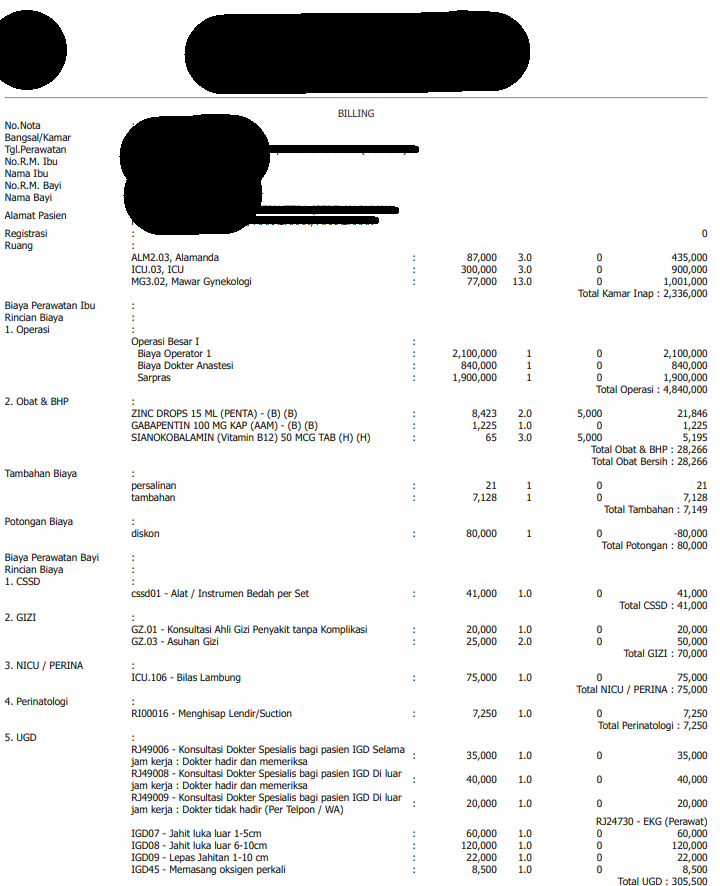 BILLING
No.Nota :
Bangsal/Kamar
Tgl.Perawatan
No.R.M. Ibu
Nama Ibu
No.R.M. Bayi
Nama Bayi
Alamat Pasien
Registrasi : 0
Ruang :
ALM2.03, Alamanda : 87,000 3.0 0 435,000
ICU.03, ICU : 300,000 3.0 0 900,000
MG3.02, Mawar Gynekologi : 77,000 13.0 0 1,001,000
Total Kamar Inap : 2,336,000
Biaya Perawatan Ibu :
Rincian Biaya :
1. Operasi :
Operasi Besar I :
Biaya Operator 1 : 2,100,000 1 0 2,100,000
Biaya Dokter Anastesi : 840,000 1 0 840,000
Sarpras : 1,900,000 1 0 1,900,000
Total Operasi : 4,840,000
2. Obat & BHP :
ZINC DROPS 15 ML (PENTA) - (B) (B) : 8,423 2.0 5,000 21,846
GABAPENTIN 100 MG KAP (AAM) - (B) (B) : 1,225 1.0 0 1,225
SIANOKOBALAMIN (Vitamin B12) 50 MCG TAB (H) (H) : 65 3.0 5,000 5,195
Total Obat & BHP : 28,266
Total Obat Bersih : 28,266
Tambahan Biaya :
persalinan : 21 1 0 21
tambahan : 7,128 1 0 7,128
Total Tambahan : 7,149
Potongan Biaya :
diskon : 80,000 1 0 -80,000
Total Potongan : 80,000
Biaya Perawatan Bayi :
Rincian Biaya :
1. CSSD :
cssd01 - Alat / Instrumen Bedah per Set : 41,000 1.0 0 41,000
Total CSSD : 41,000
2. GIZI :
GZ.01 - Konsultasi Ahli Gizi Penyakit tanpa Komplikasi : 20,000 1.0 0 20,000
GZ.03 - Asuhan Gizi : 25,000 2.0 0 50,000
Total GIZI : 70,000
3. NICU / PERINA :
ICU.106 - Bilas Lambung : 75,000 1.0 0 75,000
Total NICU / PERINA : 75,000
4. Perinatologi :
RI00016 - Menghisap Lendir/Suction : 7,250 1.0 0 7,250
Total Perinatologi : 7,250
5. UGD :
RJ49006 - Konsultasi Dokter Spesialis bagi pasien IGD Selama
jam kerja : Dokter hadir dan memeriksa : 35,000 1.0 0 35,000
RJ49008 - Konsultasi Dokter Spesialis bagi pasien IGD Di luar
jam kerja : Dokter hadir dan memeriksa : 40,000 1.0 0 40,000
RJ49009 - Konsultasi Dokter Spesialis bagi pasien IGD Di luar
jam kerja : Dokter tidak hadir (Per Telpon / WA) : 20,000 1.0 0 20,000
RJ24730 - EKG (Perawat)
IGD07 - Jahit luka luar 1-5cm : 60,000 1.0 0 60,000
IGD08 - Jahit luka luar 6-10cm : 120,000 1.0 0 120,000
IGD09 - Lepas Jahitan 1-10 cm : 22,000 1.0 0 22,000
IGD45 - Memasang oksigen perkali : 8,500 1.0 0 8,500
Total UGD : 305,500